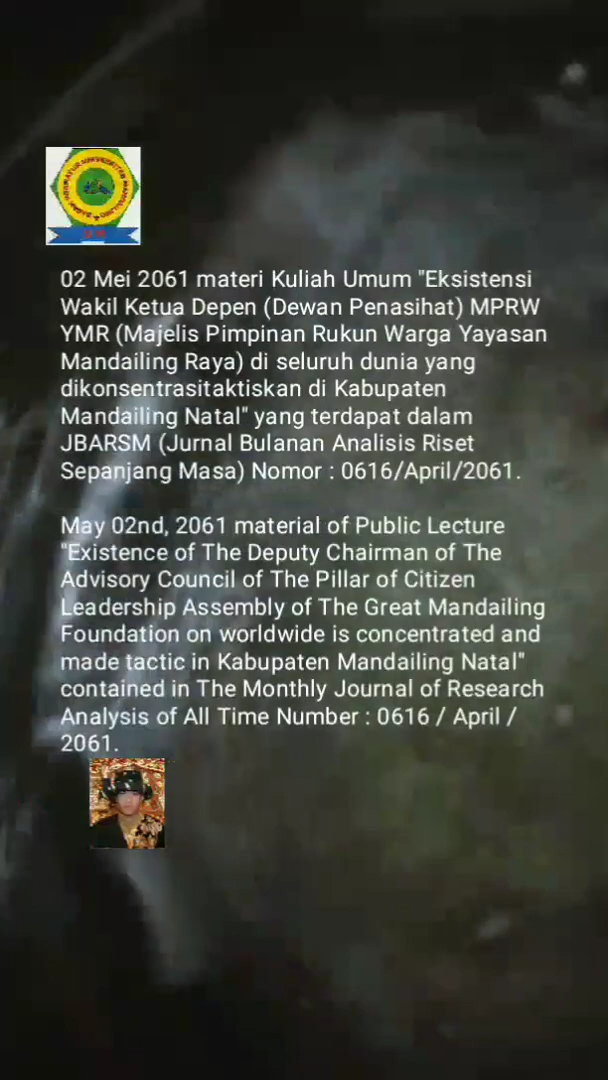 02 Mei 2061 materi Kuliah Umum "Eksistensi
Wakil Ketua Depen (Dewan Penasihat) MPRW
YMR (Majelis Pimpinan Rukun Warga Yayasan
Mandailing Raya) di seluruh dunia yang
dikonsentrasitaktiskan di Kabupaten
Mandailing Natal" yang terdapat dalam
JBARSM (Jurnal Bulanan Analisis Riset
Sepanjang Masa) Nomor : 0616/April/2061.
May 02nd, 2061 material of Public Lecture
"Existence of The Deputy Chairman of The
Advisory Council of The Pillar of Citizen
Leadership Assembly of The Great Mandailing
Foundation on worldwide is concentrated and
made tactic in Kabupaten Mandailing Natal"
contained in The Monthly Journal of Research
Analysis of All Time Number : 0616 / April /
2061.